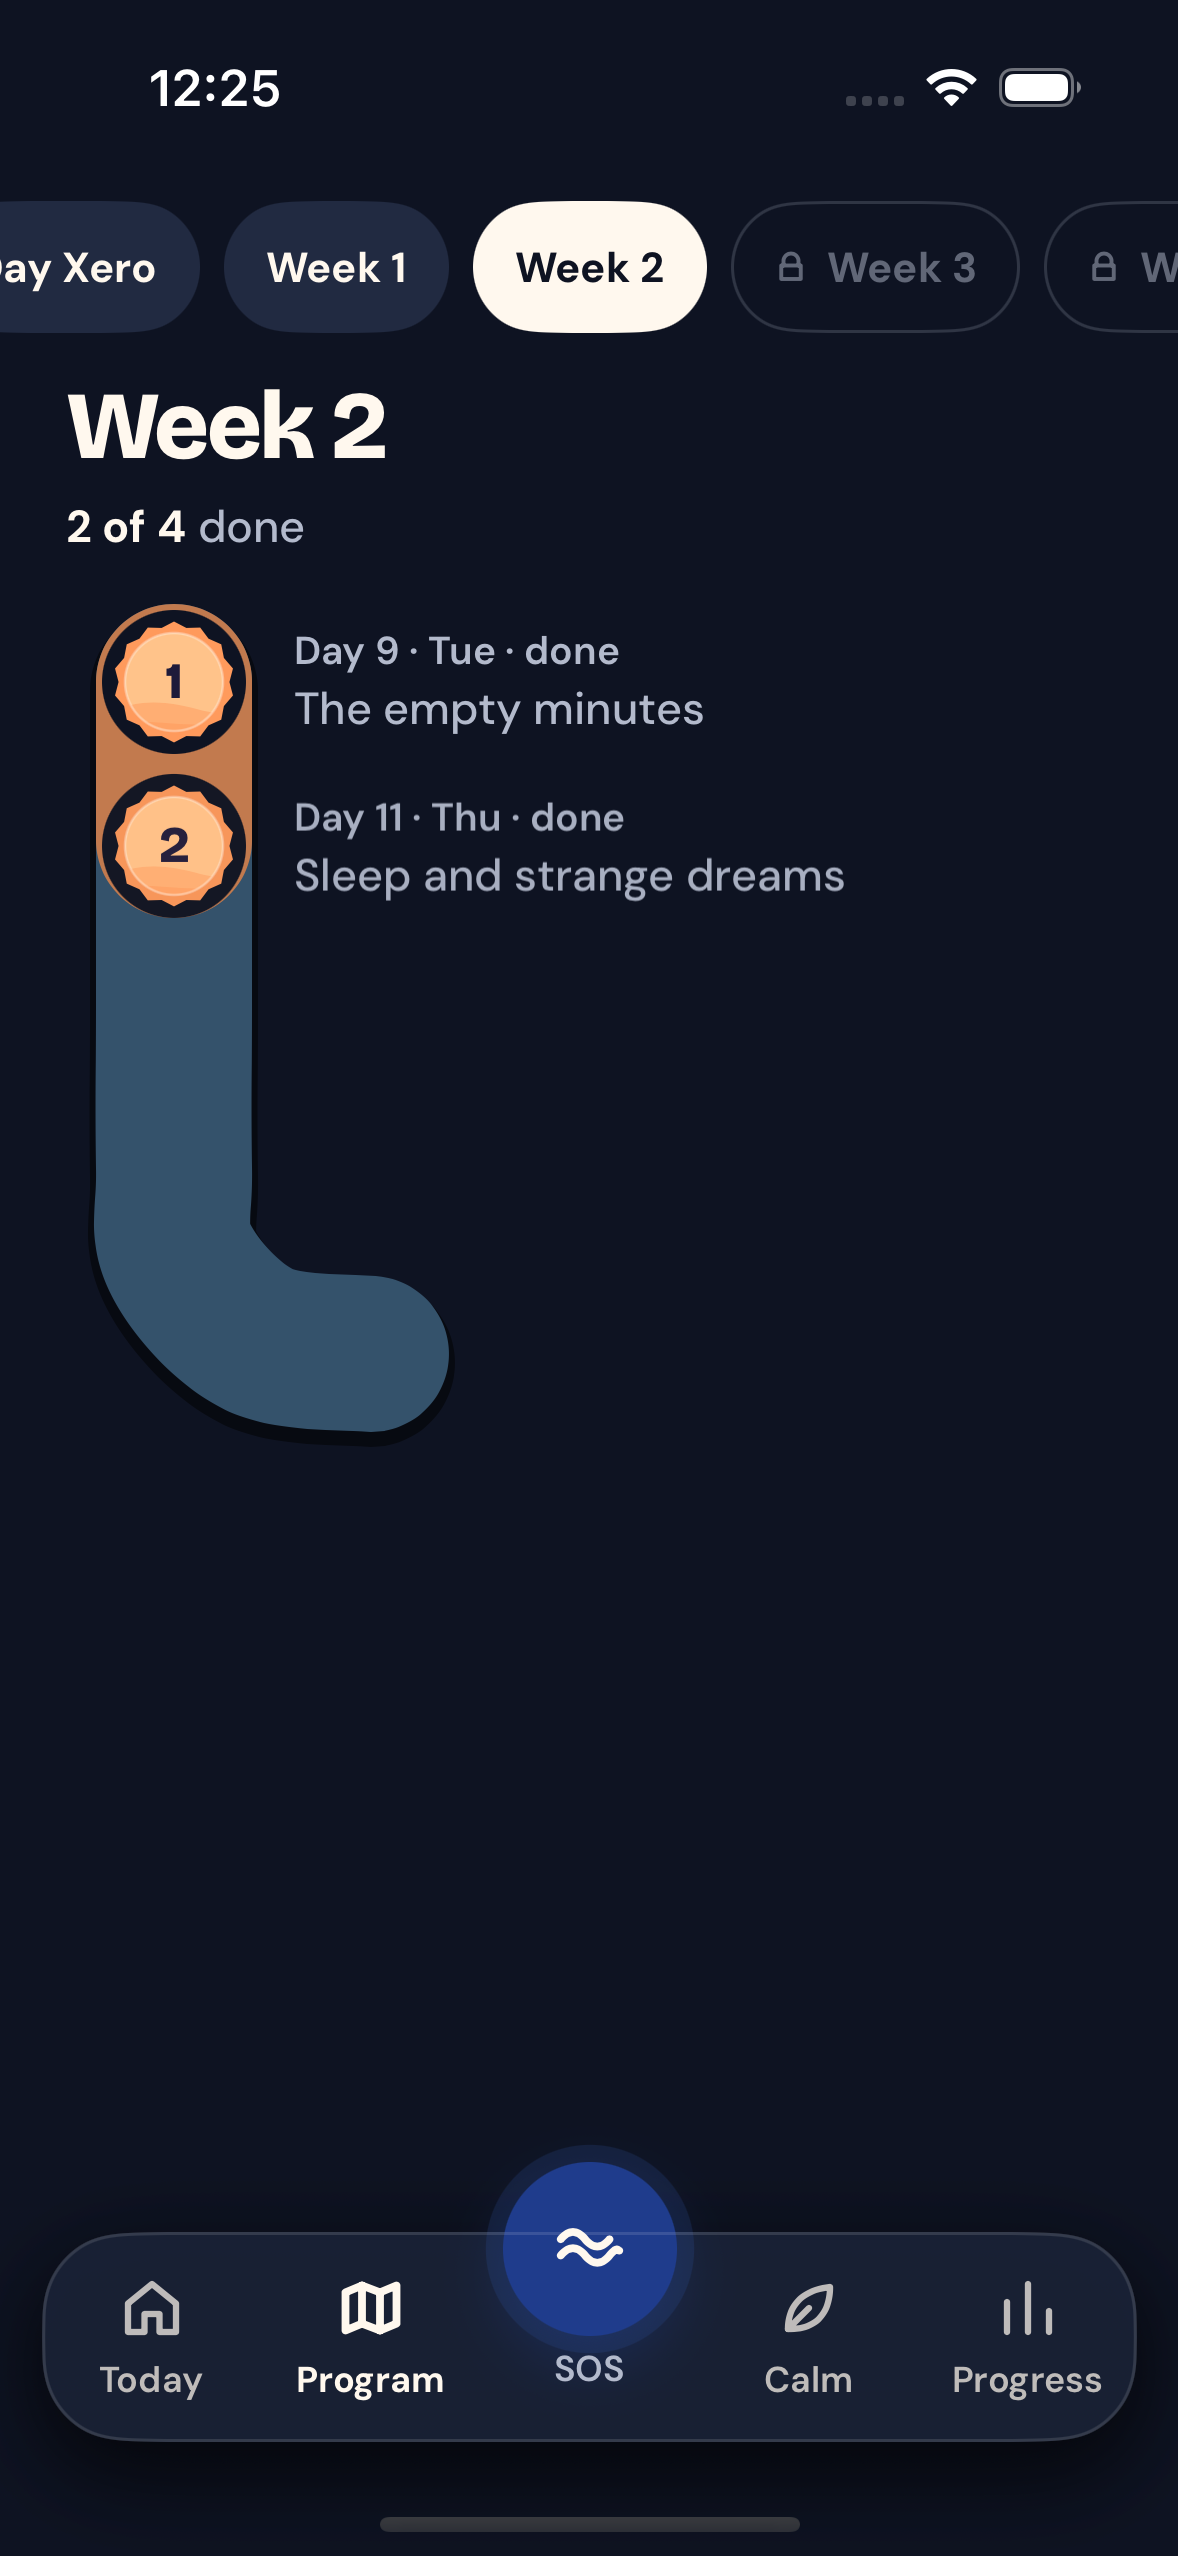 12:25
Day Xero
Week 1
Week 2
Week 3
Week 2
2 of 4 done
1
Day 9 · Tue · done
The empty minutes
2
Day 11 · Thu · done
Sleep and strange dreams
Today
Program
SOS
Calm
Progress